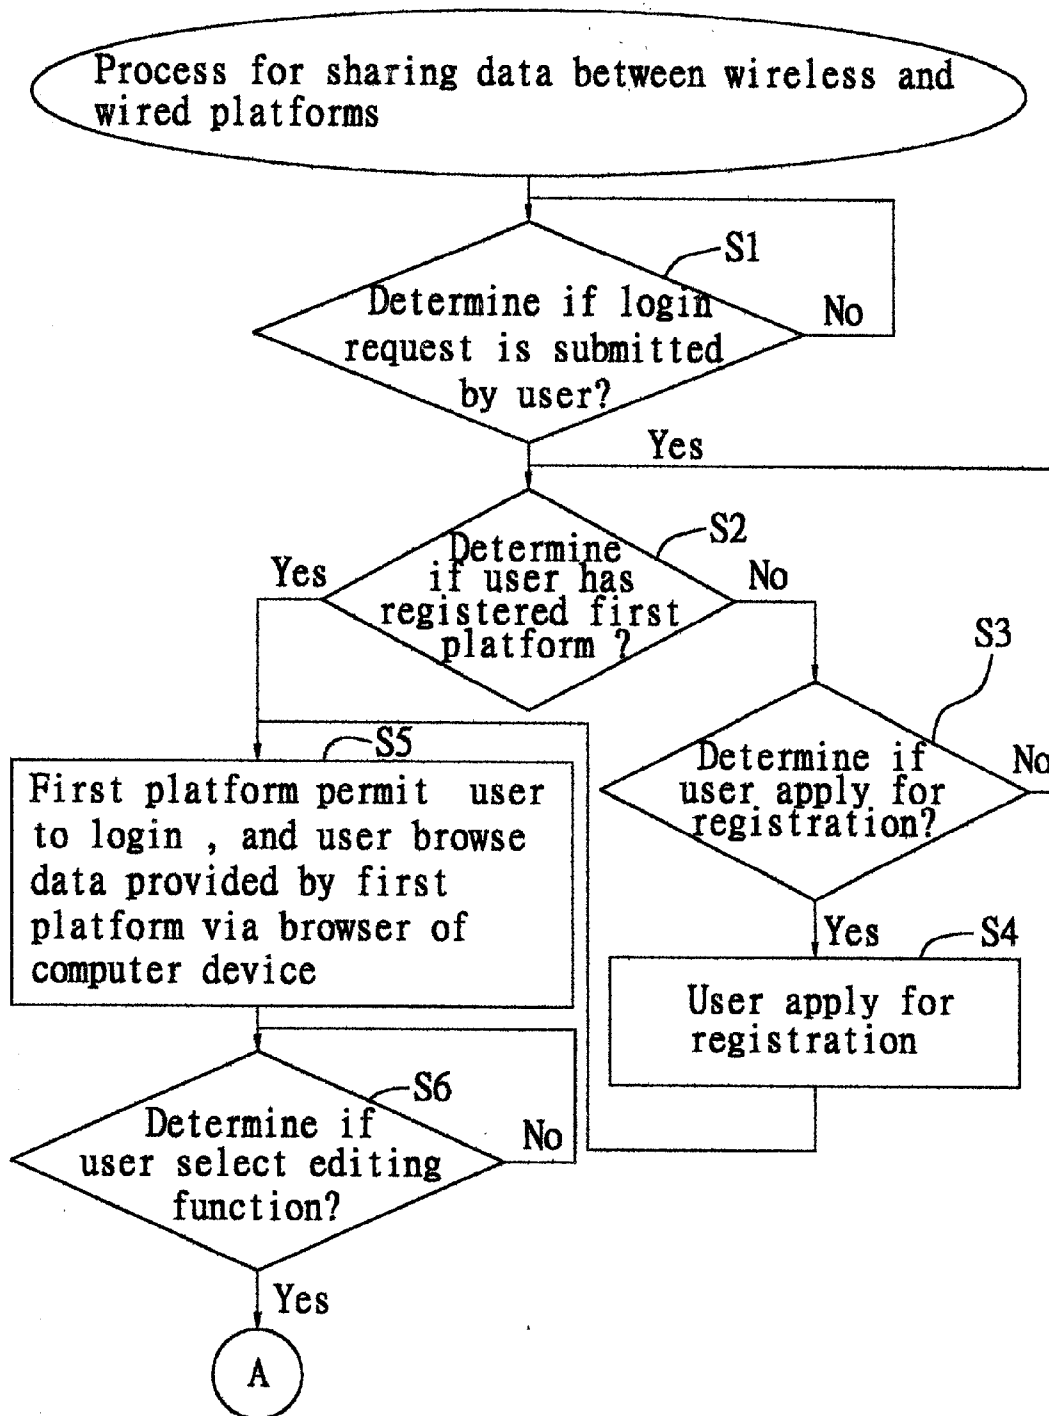 Process for sharing data between wireless and
wired platforms
S1
Determine if login
request is submitted
by user?
No
Yes
S2
Determine
if user has
registered first
platform ?
Yes
No
S3
Determine if
user apply for
registration?
No
Yes
S4
User apply for
registration
S5
First platform permit user
to login , and user browse
data provided by first
platform via browser of
computer device
S6
Determine if
user select editing
function?
No
Yes
A